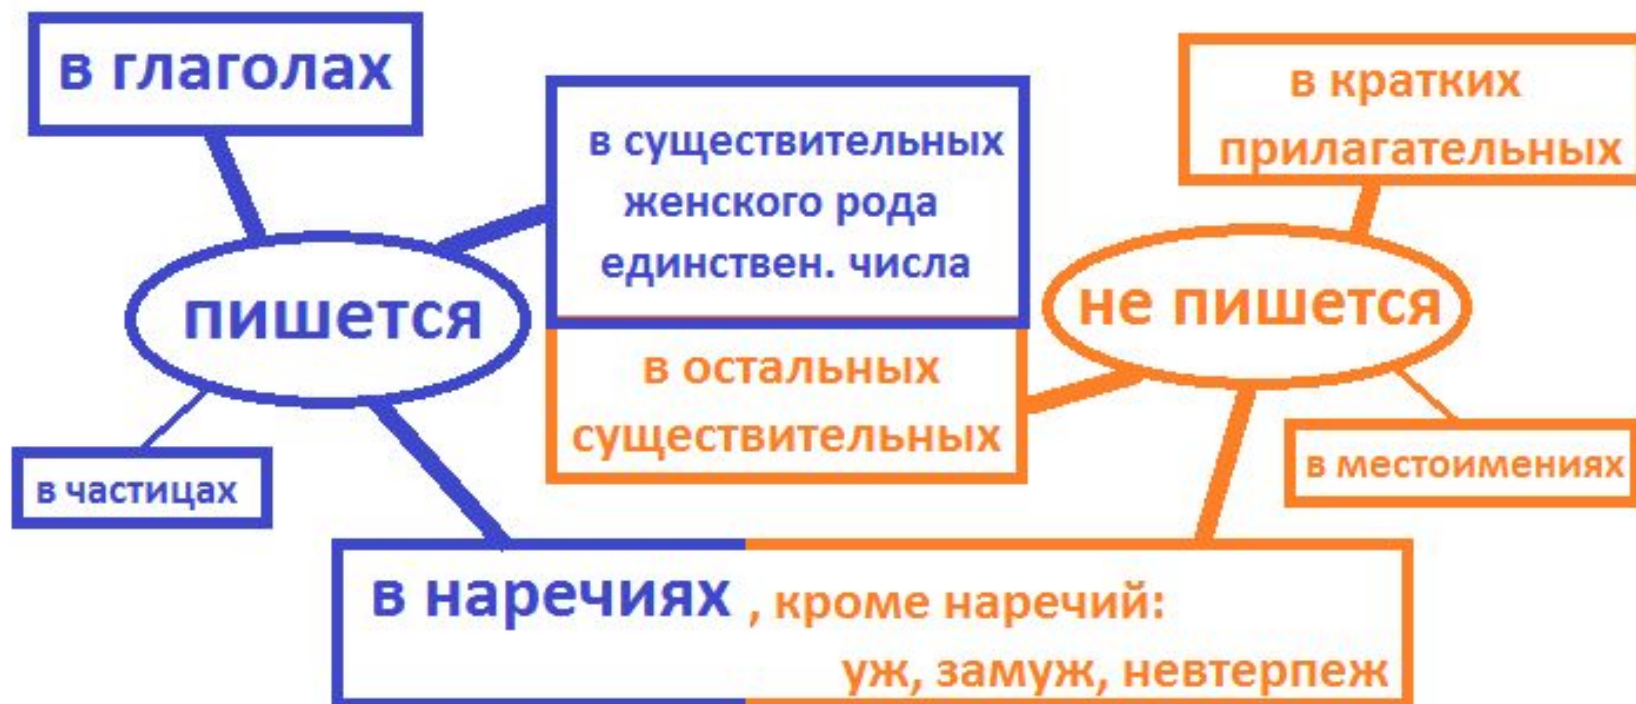 в глаголах
в существительных
женского рода
единствен. числа
в кратких
прилагательных
пишется
не пишется
в остальных
существительных
в частицах
в местоимениях
в наречиях , кроме наречий:
уж, замуж, невтерпеж